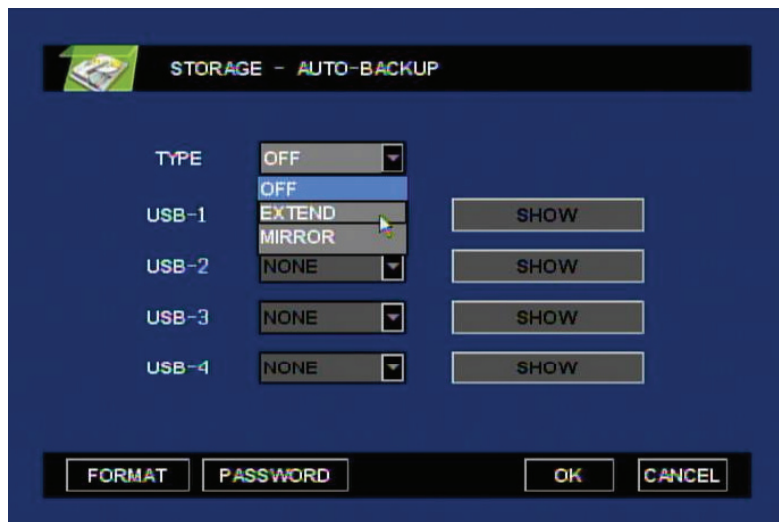 STORAGE - AUTO-BACKUP
TYPE OFF
OFF
USB-1 EXTEND SHOW
MIRROR
USB-2 NONE SHOW
USB-3 NONE SHOW
USB-4 NONE SHOW
FORMAT PASSWORD OK CANCEL